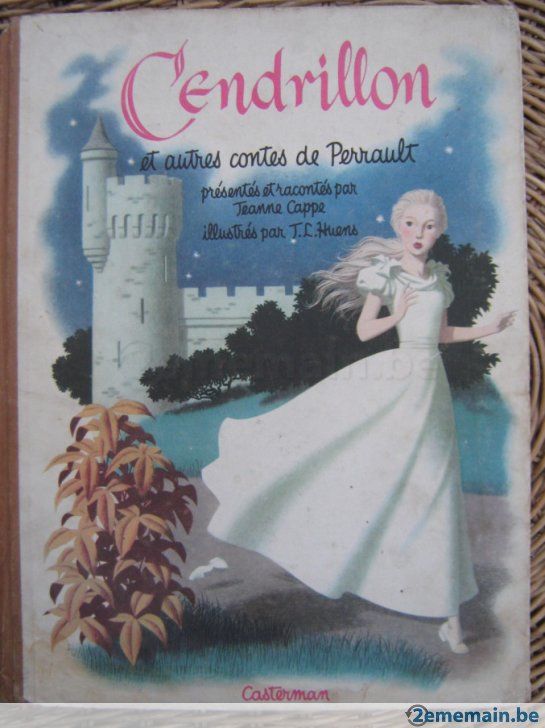 Cendrillon
et autres contes de Perrault
présentés et racontés par
Jeanne Cappe
illustrés par T.L. Huens
Casterman
2ememain.be